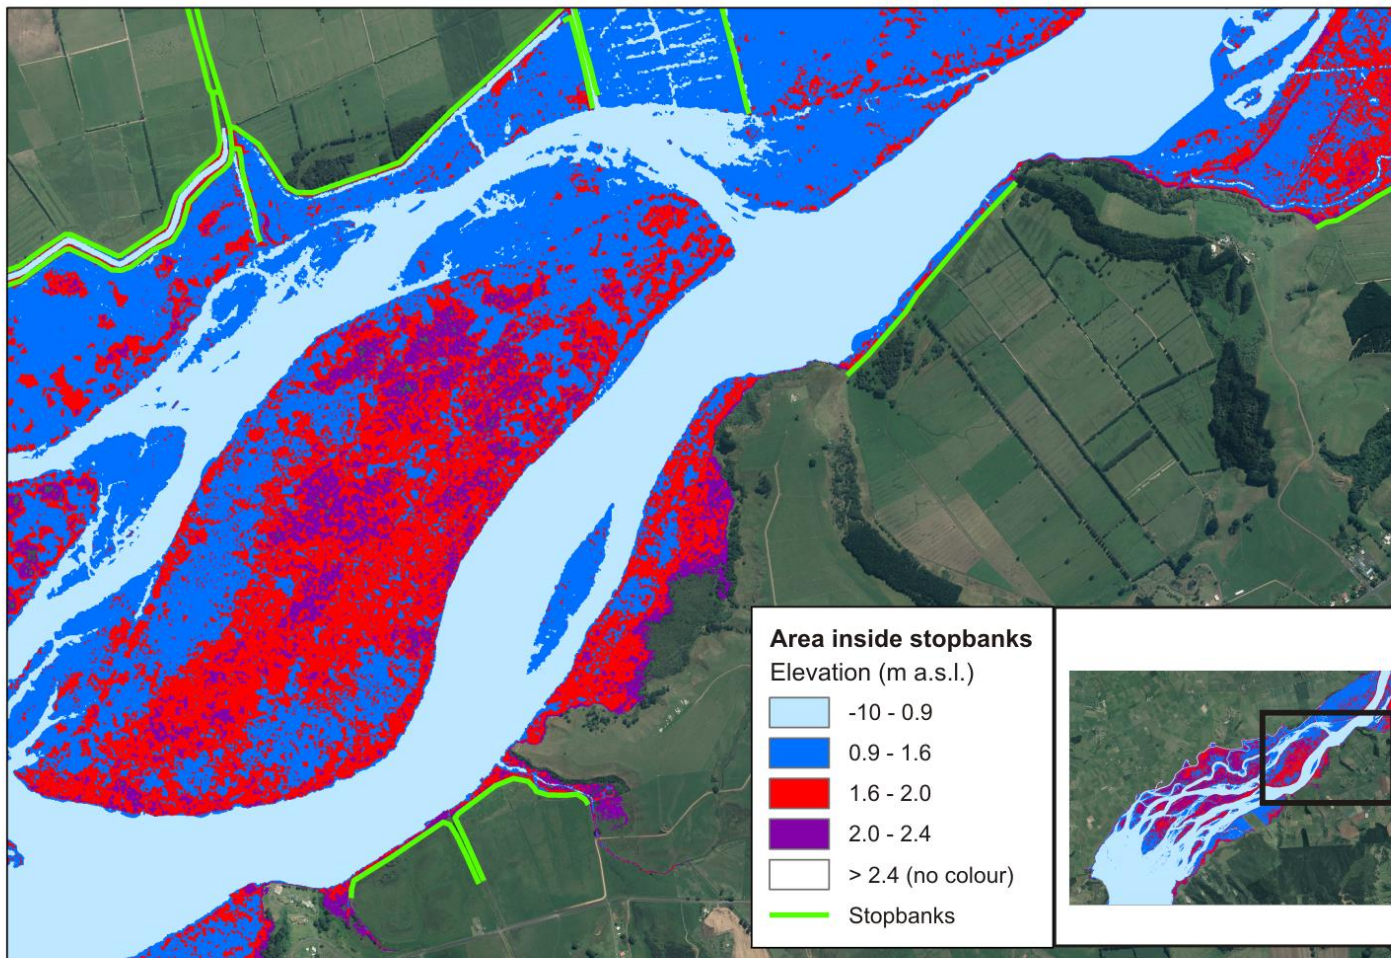 Area inside stopbanks
Elevation (m a.s.l.)
-10 - 0.9
0.9 - 1.6
1.6 - 2.0
2.0 - 2.4
> 2.4 (no colour)
Stopbanks